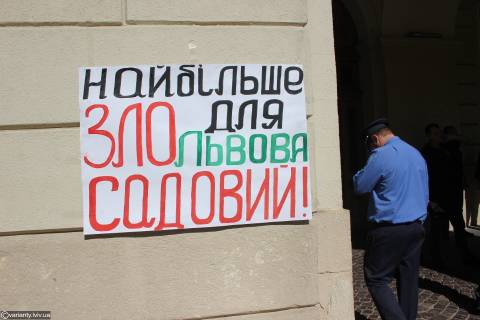 НАЙБІЛЬШЕ
ЗЛО ДЛЯ
ЛЬВОВА
САДОВИЙ!
©varianty.lviv.ua